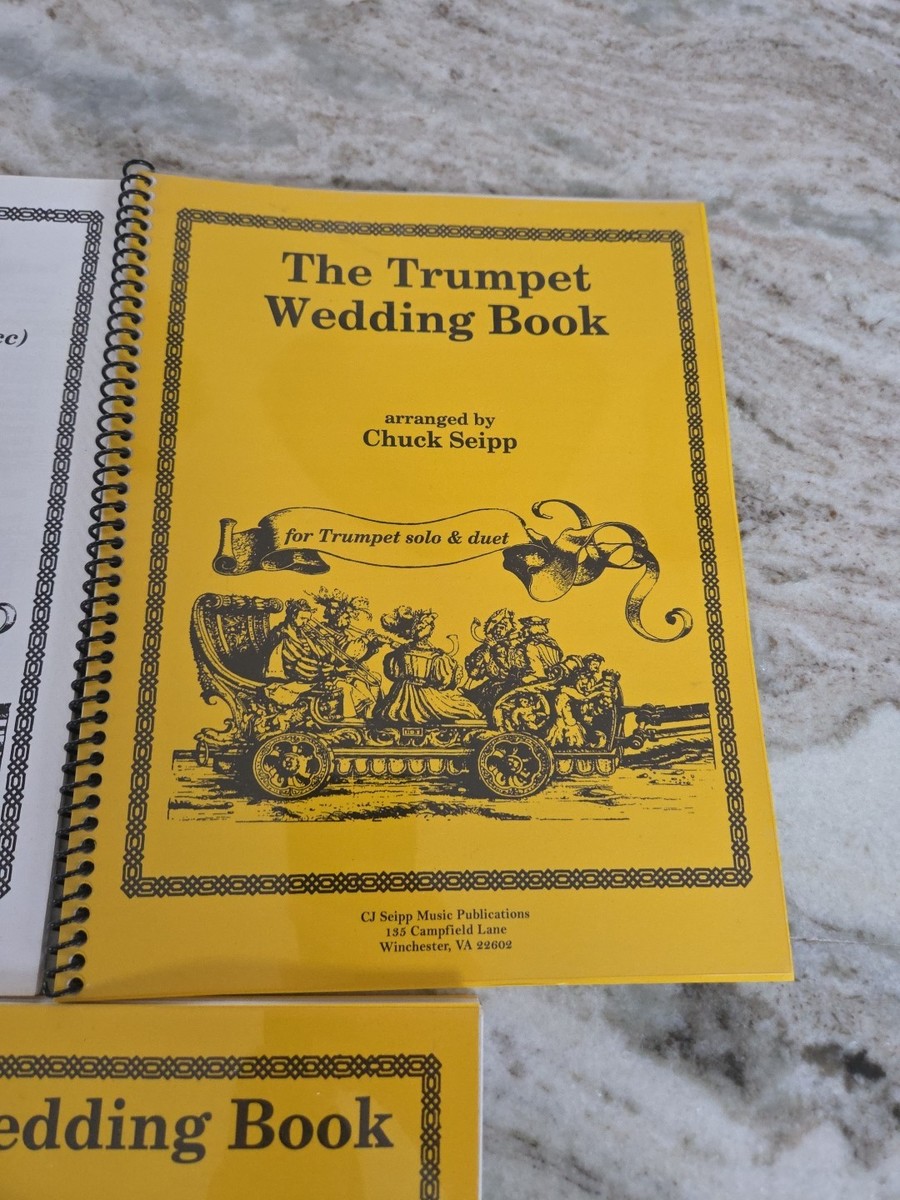 The Trumpet
Wedding Book
arranged by
Chuck Seipp
for Trumpet solo & duet
CJ Seipp Music Publications
135 Campfield Lane
Winchester, VA 22602
ec)
edding Book